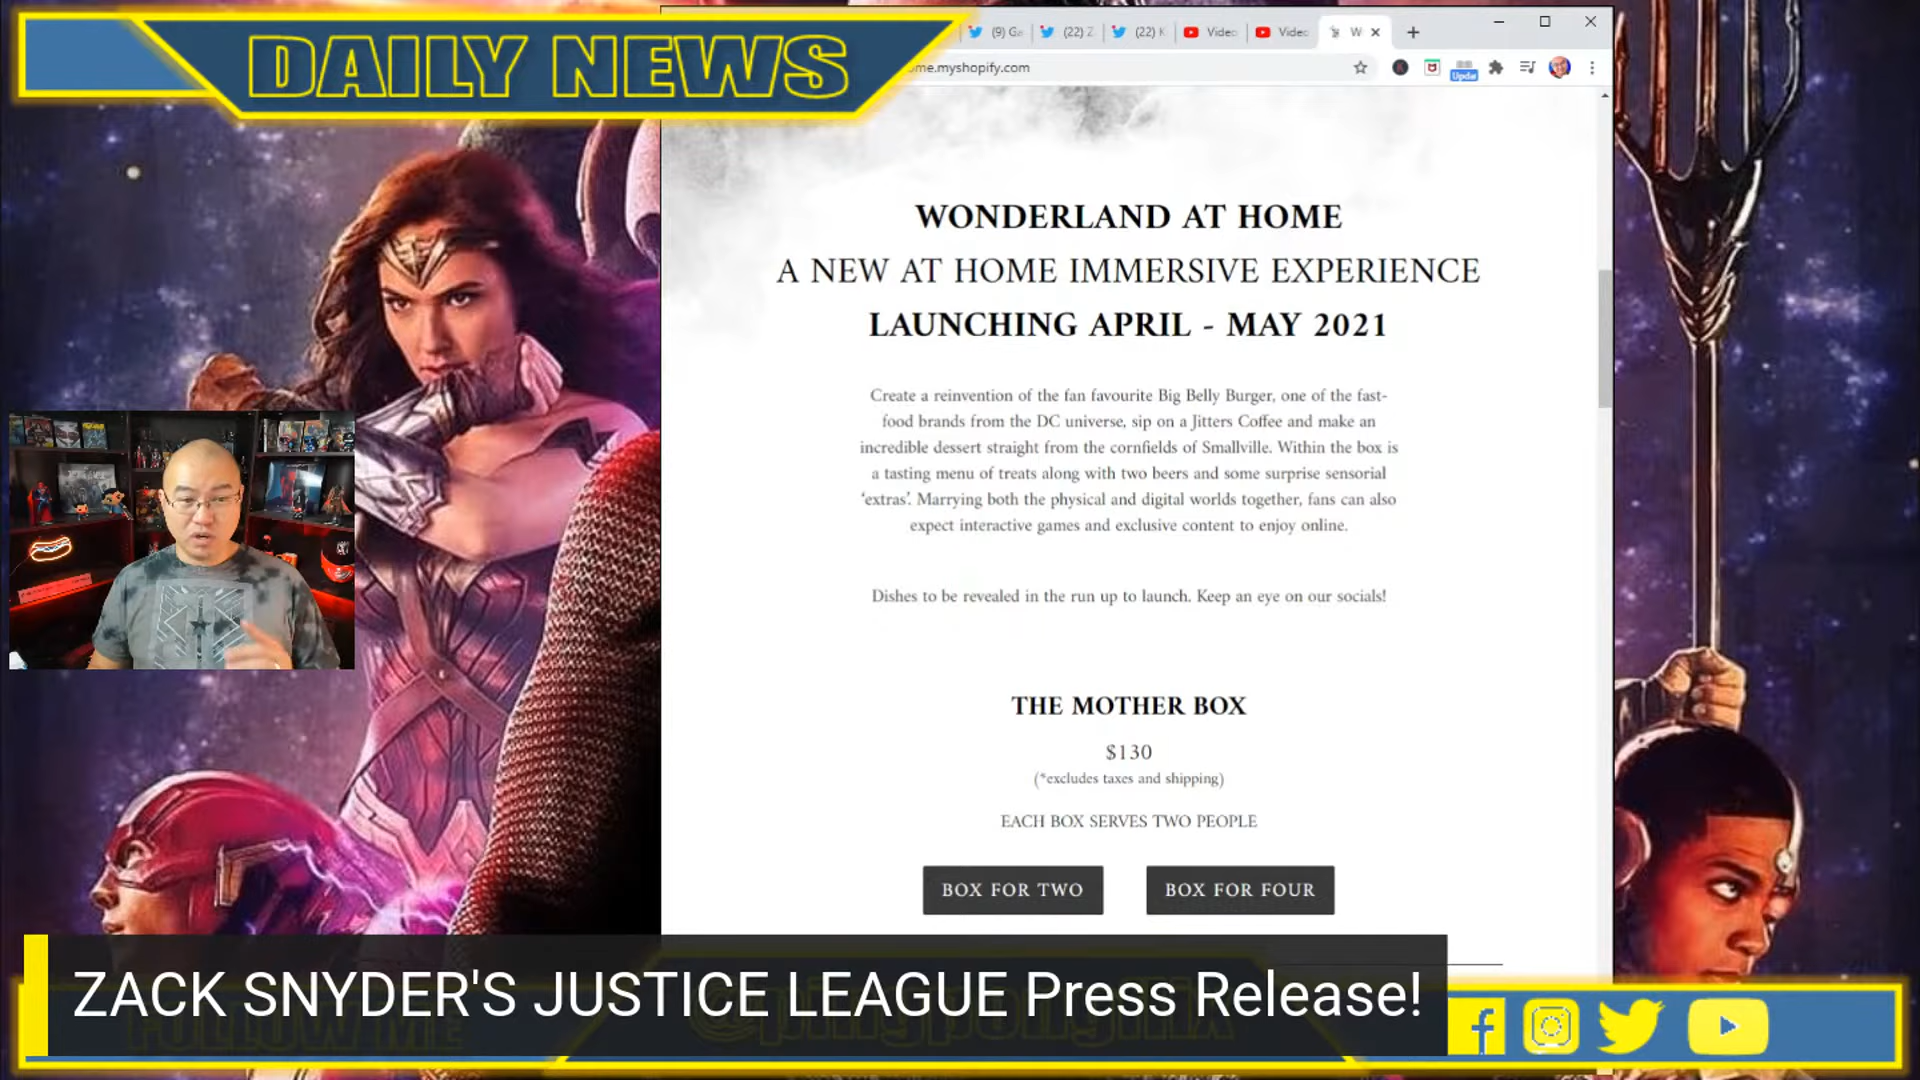 DAILY NEWS
(9) Ga
(22) Z
(22) K
Video
Video
W
ome.myshopify.com
Updat
WONDERLAND AT HOME
A NEW AT HOME IMMERSIVE EXPERIENCE
LAUNCHING APRIL - MAY 2021
Create a reinvention of the fan favourite Big Belly Burger, one of the fast-
food brands from the DC universe, sip on a Jitters Coffee and make an
incredible dessert straight from the cornfields of Smallville. Within the box is
a tasting menu of treats along with two beers and some surprise sensorial
‘extras’. Marrying both the physical and digital worlds together, fans can also
expect interactive games and exclusive content to enjoy online.
Dishes to be revealed in the run up to launch. Keep an eye on our socials!
THE MOTHER BOX
$130
(*excludes taxes and shipping)
EACH BOX SERVES TWO PEOPLE
BOX FOR TWO
BOX FOR FOUR
ZACK SNYDER'S JUSTICE LEAGUE Press Release!
FOLLOW ME
@pingpongflix